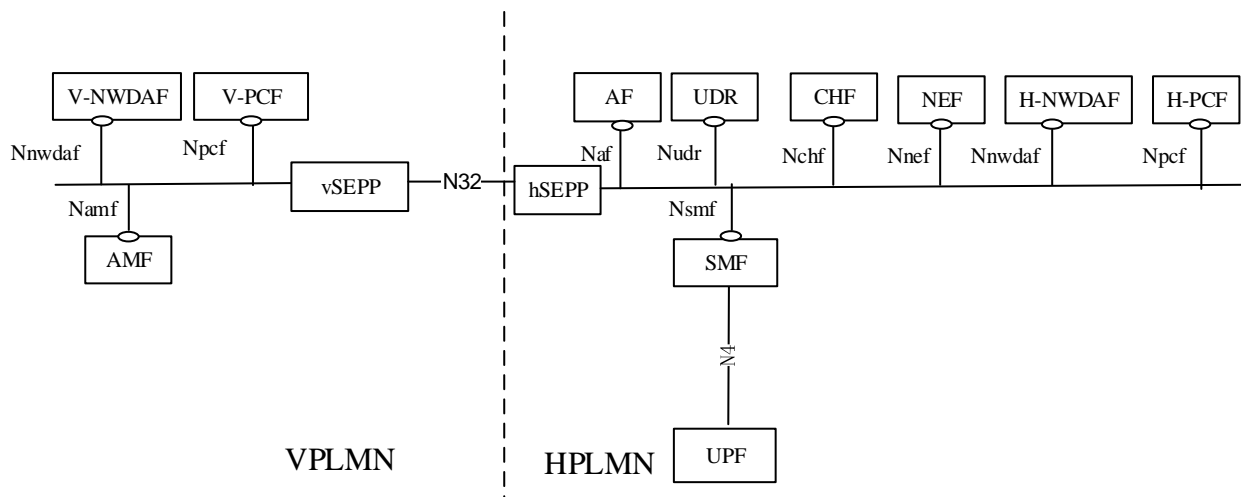 V-NWDAF
V-PCF
AF
UDR
CHF
NEF
H-NWDAF
H-PCF
Nnwdaf
Npcf
Naf
Nudr
Nchf
Nnef
Nnwdaf
Npcf
vSEPP
N32
hSEPP
Namf
Nsmf
AMF
SMF
N4
VPLMN
HPLMN
UPF